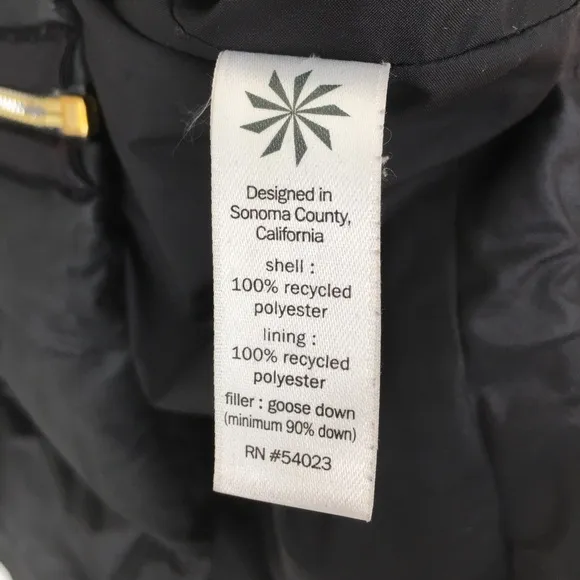 Designed in
Sonoma County,
California
shell :
100% recycled
polyester
lining :
100% recycled
polyester
filler : goose down
(minimum 90% down)
RN #54023